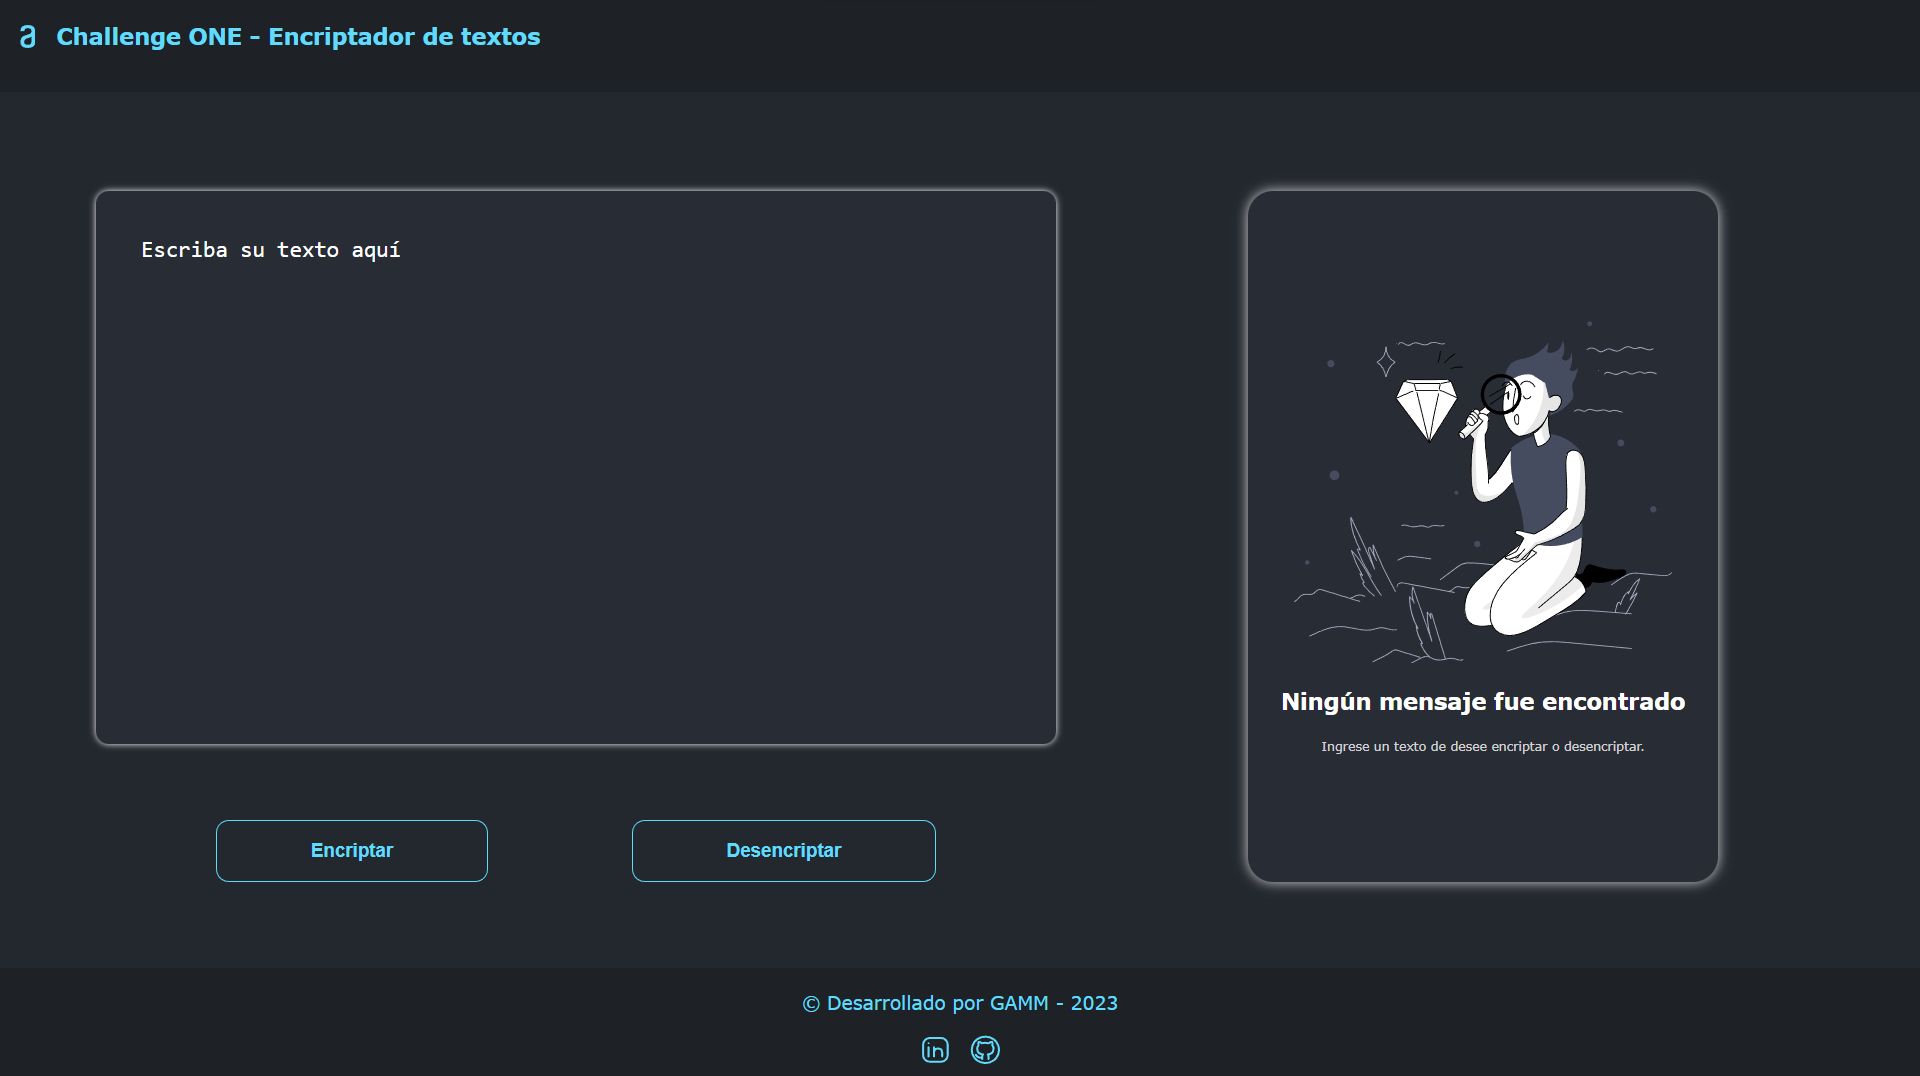 Challenge ONE - Encriptador de textos
Escriba su texto aquí
Ningún mensaje fue encontrado
Ingrese un texto de desee encriptar o desencriptar.
Encriptar
Desencriptar
© Desarrollado por GAMM - 2023